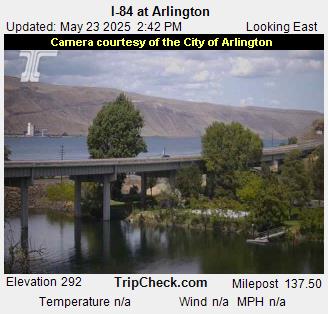 I-84 at Arlington
Updated: May 23 2025 2:42 PM Looking East
Camera courtesy of the City of Arlington
Elevation 292 TripCheck.com Milepost 137.50
Temperature n/a Wind n/a MPH n/a